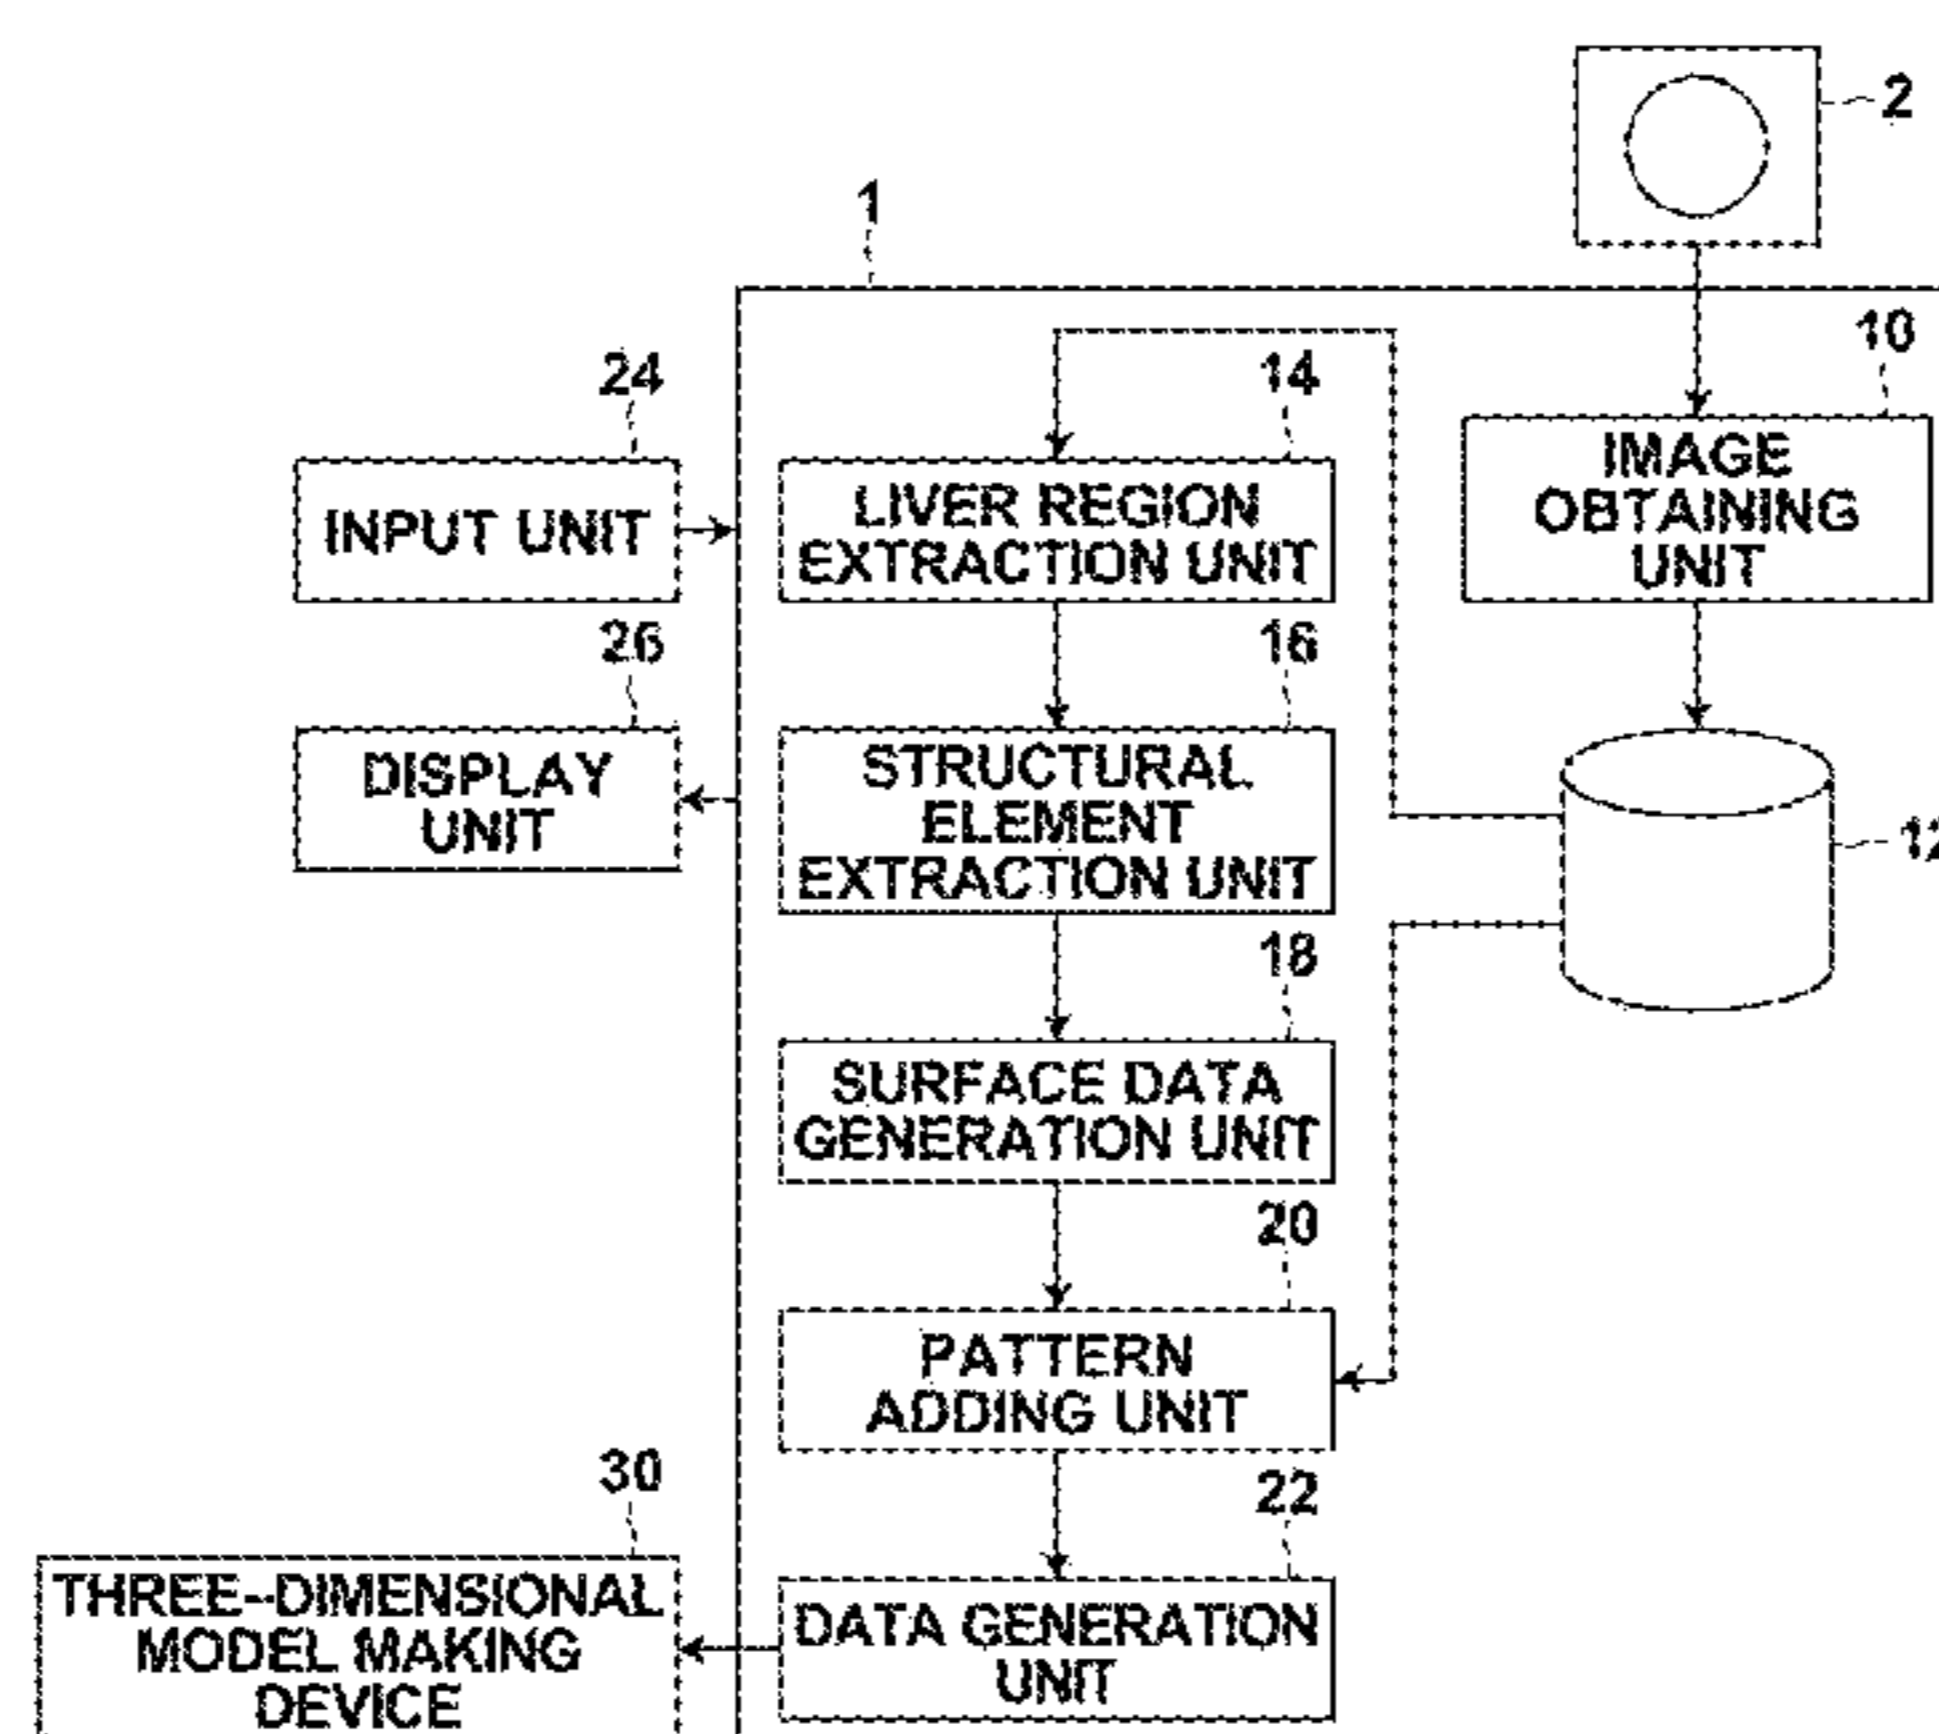 2
1
10
24
14
IMAGE
OBTAINING
UNIT
INPUT UNIT
LIVER REGION
EXTRACTION UNIT
26
16
DISPLAY
UNIT
STRUCTURAL
ELEMENT
EXTRACTION UNIT
12
18
SURFACE DATA
GENERATION UNIT
20
PATTERN
ADDING UNIT
30
22
THREE--DIMENSIONAL
MODEL MAKING
DEVICE
DATA GENERATION
UNIT